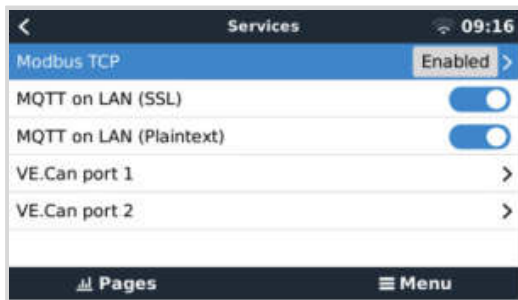 Services 09:16
Modbus TCP Enabled
MQTT on LAN (SSL)
MQTT on LAN (Plaintext)
VE.Can port 1
VE.Can port 2
Pages Menu